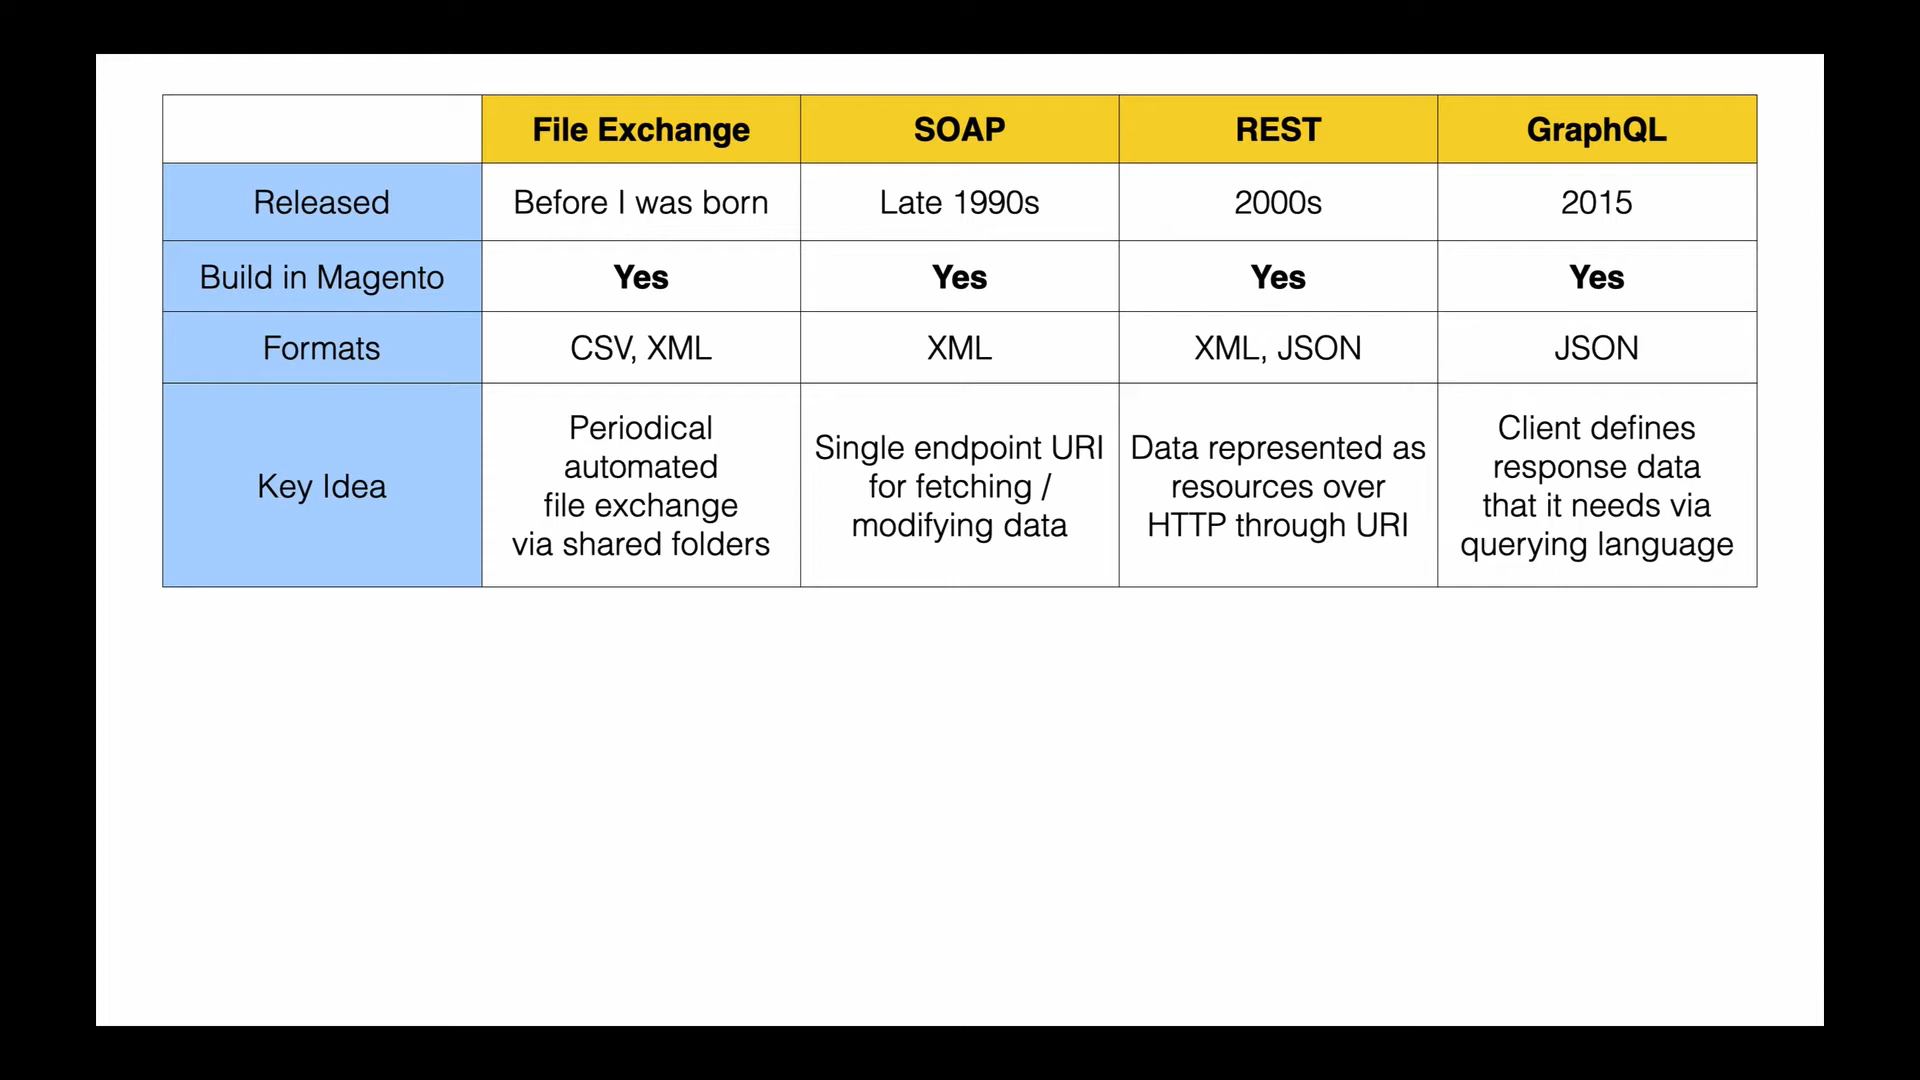 File Exchange SOAP REST GraphQL
Released Before I was born Late 1990s 2000s 2015
Build in Magento Yes Yes Yes Yes
Formats CSV, XML XML XML, JSON JSON
Key Idea
Periodical
automated
file exchange
via shared folders
Single endpoint URI
for fetching /
modifying data
Data represented as
resources over
HTTP through URI
Client defines
response data
that it needs via
querying language